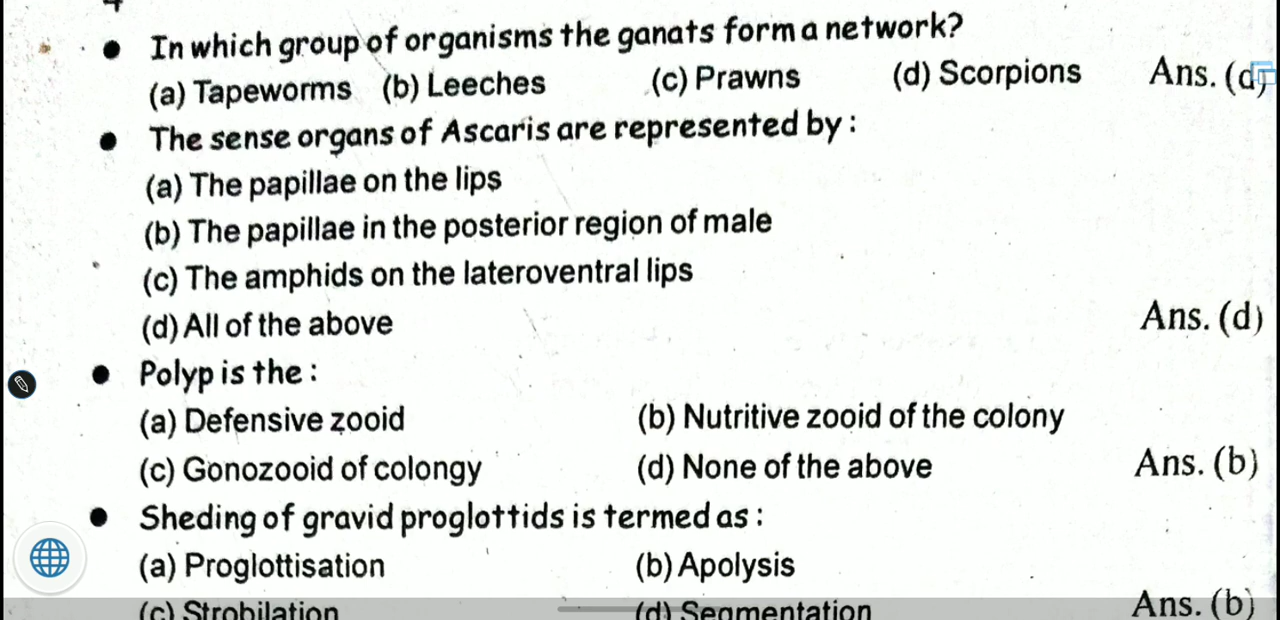 In which group of organisms the ganats form a network?
(a) Tapeworms (b) Leeches (c) Prawns (d) Scorpions Ans. (d)
The sense organs of Ascaris are represented by :
(a) The papillae on the lips
(b) The papillae in the posterior region of male
(c) The amphids on the lateroventral lips
(d) All of the above Ans. (d)
Polyp is the :
(a) Defensive zooid (b) Nutritive zooid of the colony
(c) Gonozooid of colongy (d) None of the above Ans. (b)
Sheding of gravid proglottids is termed as :
(a) Proglottisation (b) Apolysis
(c) Strobilation (d) Segmentation Ans. (b)